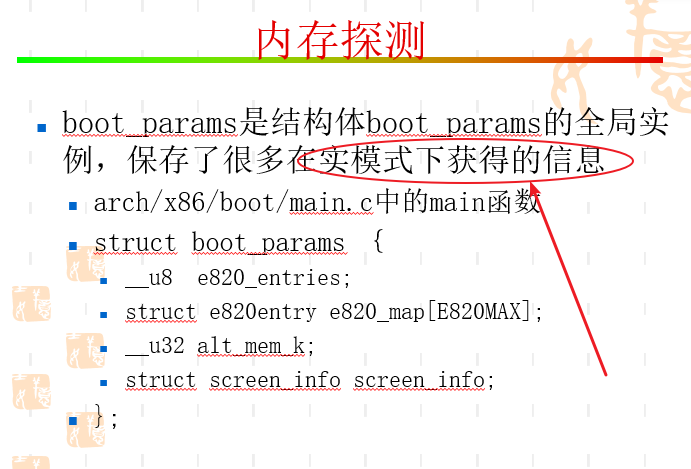 内存探测
boot_params是结构体boot_params的全局实
例，保存了很多在实模式下获得的信息
arch/x86/boot/main.c中的main函数
struct boot_params {
__u8 e820_entries;
struct e820entry e820_map[E820MAX];
__u32 alt_mem_k;
struct screen_info screen_info;
};